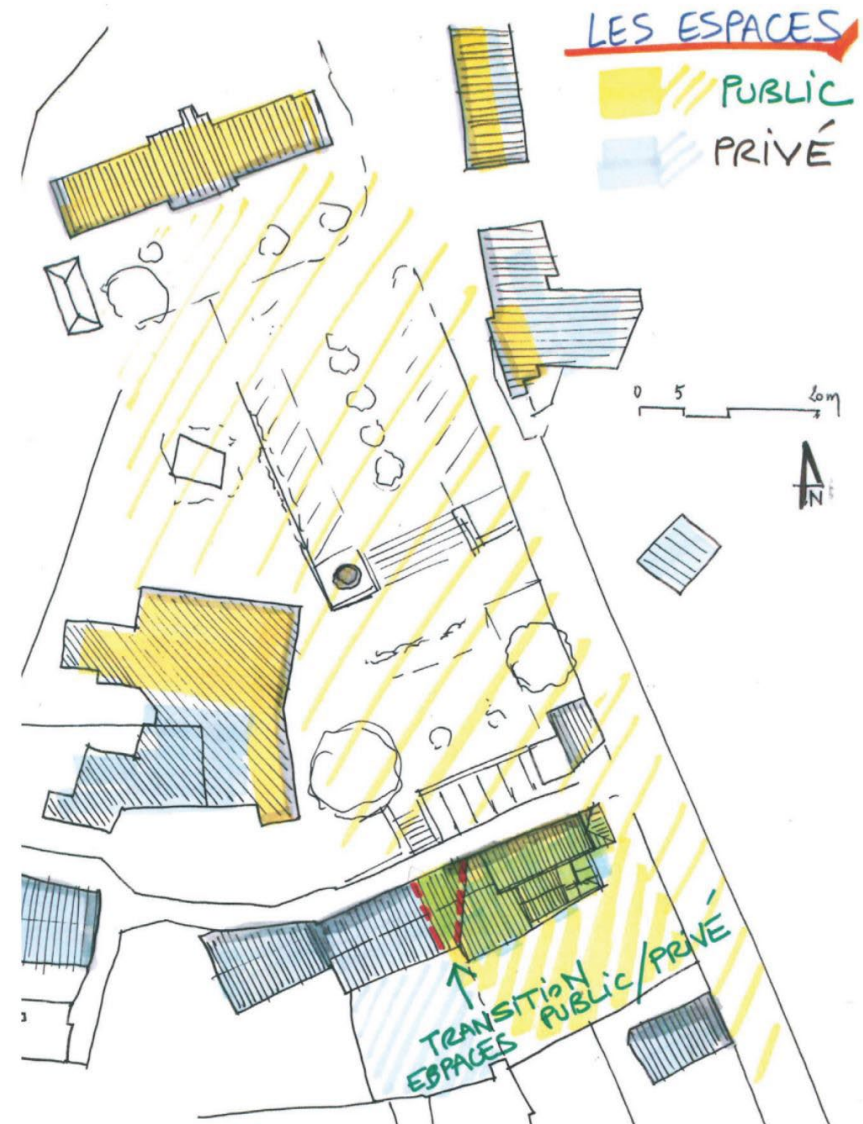 LES ESPACES
PUBLIC
PRIVÉ
0 5 20m
N
TRANSITION
ESPACES PUBLIC/PRIVÉ